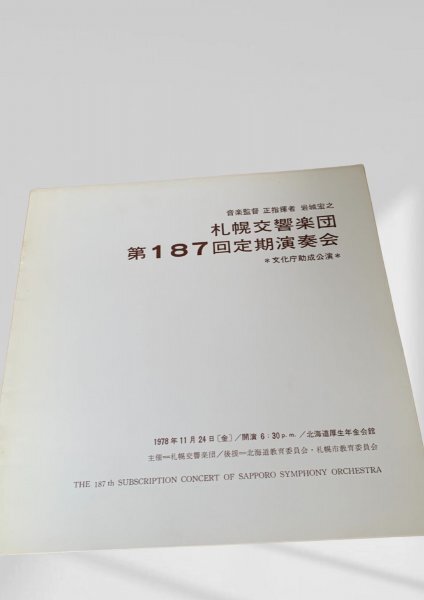 音楽監督 正指揮者 岩城宏之
札幌交響楽団
第187回定期演奏会
*文化庁助成公演*
1978年11月24日[金]/開演 6:30p.m./北海道厚生年金会館
主催=札幌交響楽団/後援=北海道教育委員会・札幌市教育委員会
THE 187th SUBSCRIPTION CONCERT OF SAPPORO SYMPHONY ORCHESTRA